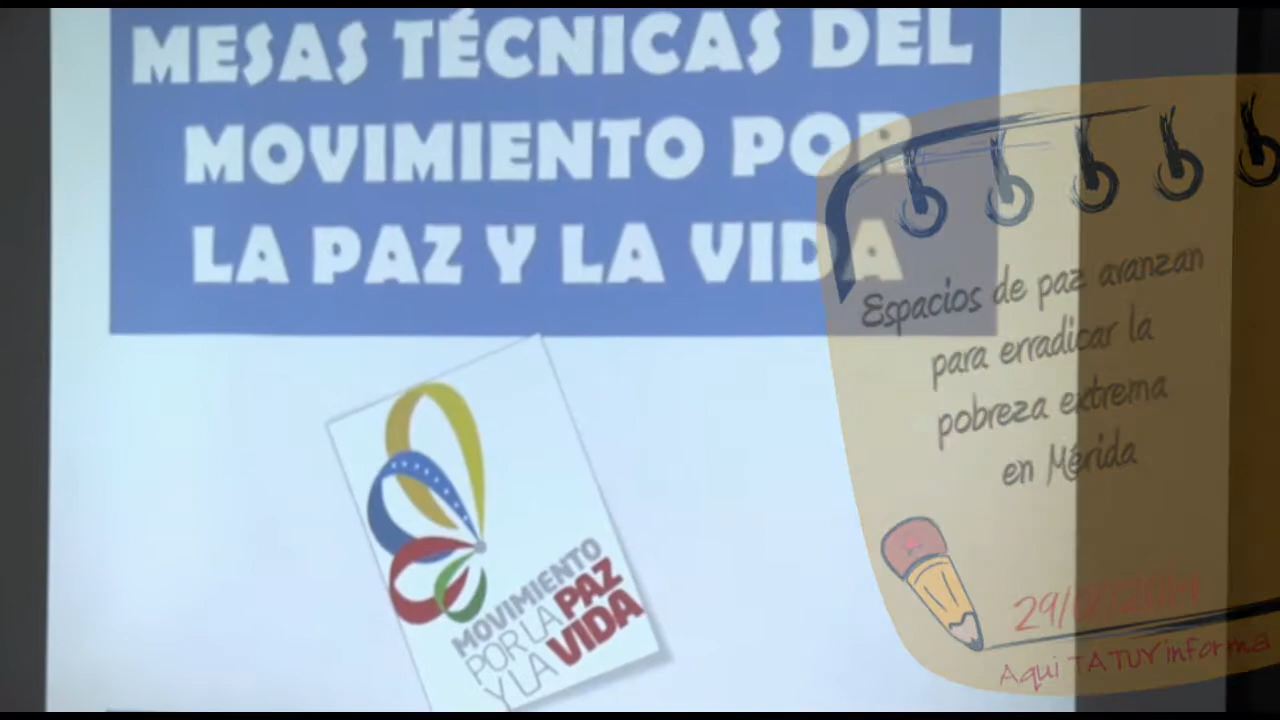 MESAS TÉCNICAS DEL
MOVIMIENTO POR
LA PAZ Y LA VIDA
MOVIMIENTO
POR LA PAZ
Y LA VIDA
Espacios de paz avanzan
para erradicar la
pobreza extrema
en Mérida
Aqui TATUY informa